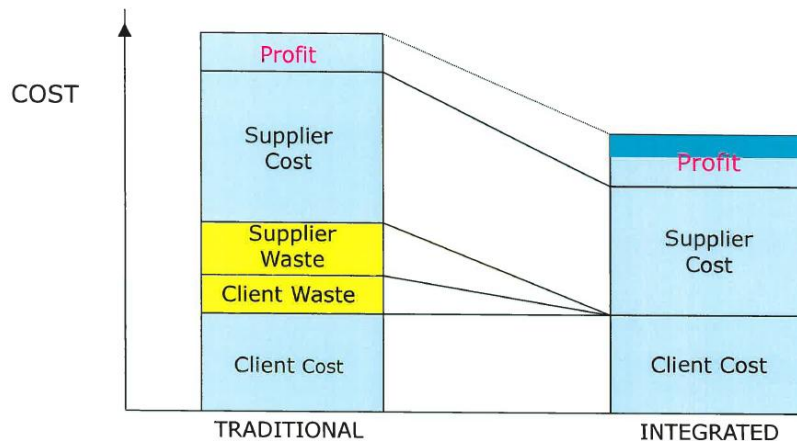 COST
Profit
Supplier
Cost
Supplier
Waste
Client Waste
Client Cost
TRADITIONAL
Profit
Supplier
Cost
Client Cost
INTEGRATED